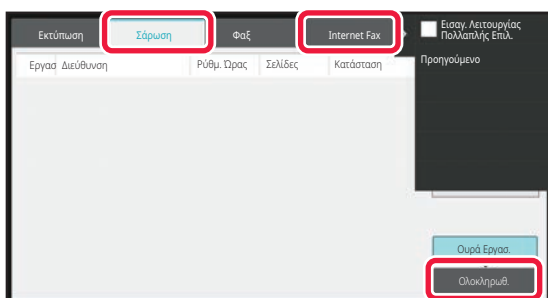 Εκτύπωση Σάρωση Φαξ Internet Fax
Εισαγ. Λειτουργίας
Πολλαπλής Επιλ.
Εργασ Διεύθυνση Ρύθμ. Ώρας Σελίδες Κατάσταση
Προηγούμενο
Ουρά Εργασ.
Ολοκληρωθ.